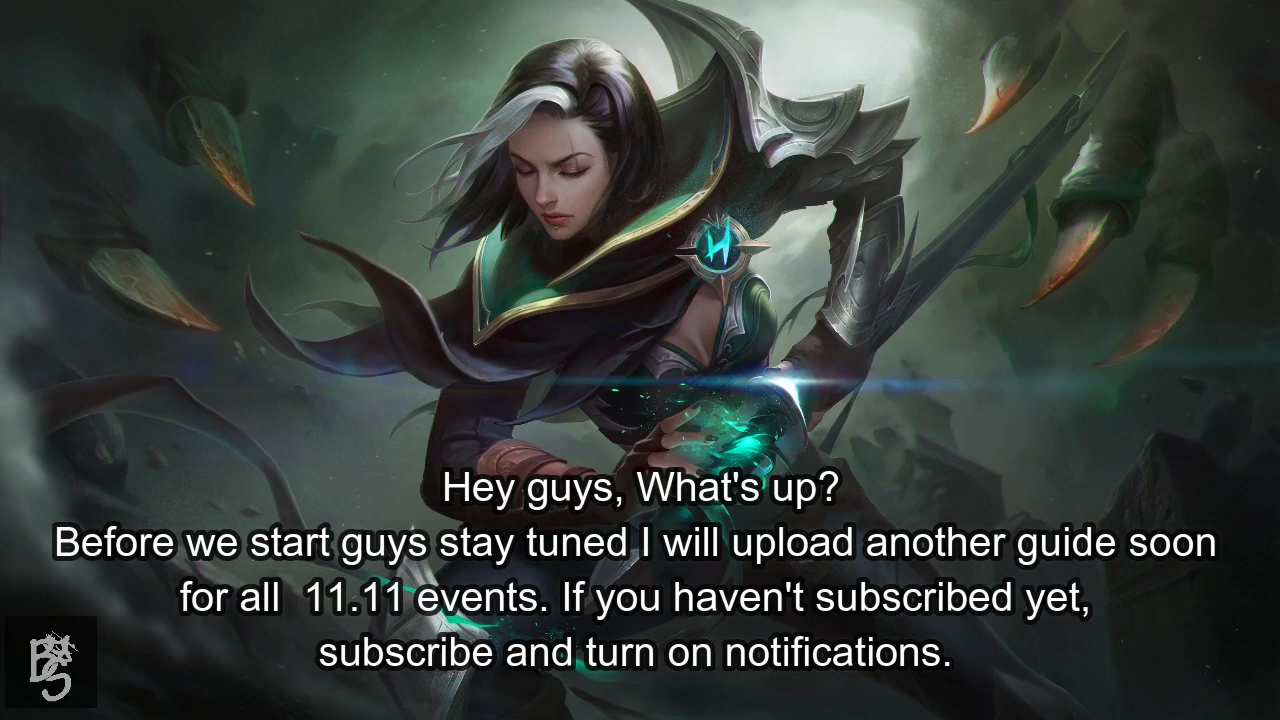 Hey guys, What's up?
Before we start guys stay tuned I will upload another guide soon
for all  11.11 events. If you haven't subscribed yet,
subscribe and turn on notifications.
BS